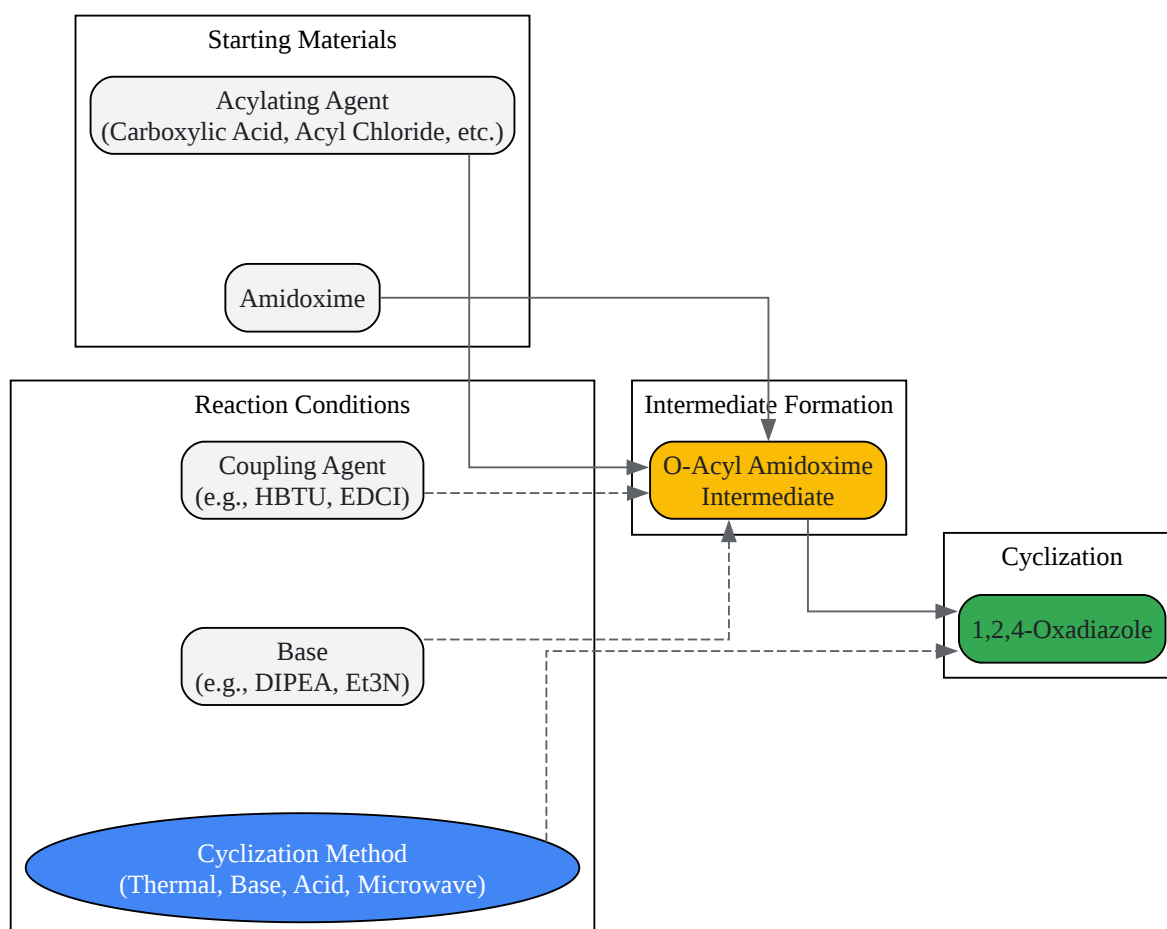 Starting Materials
Acylating Agent
(Carboxylic Acid, Acyl Chloride, etc.)
Amidoxime
Reaction Conditions
Coupling Agent
(e.g., HBTU, EDCI)
Base
(e.g., DIPEA, Et3N)
Cyclization Method
(Thermal, Base, Acid, Microwave)
Intermediate Formation
O-Acyl Amidoxime
Intermediate
Cyclization
1,2,4-Oxadiazole